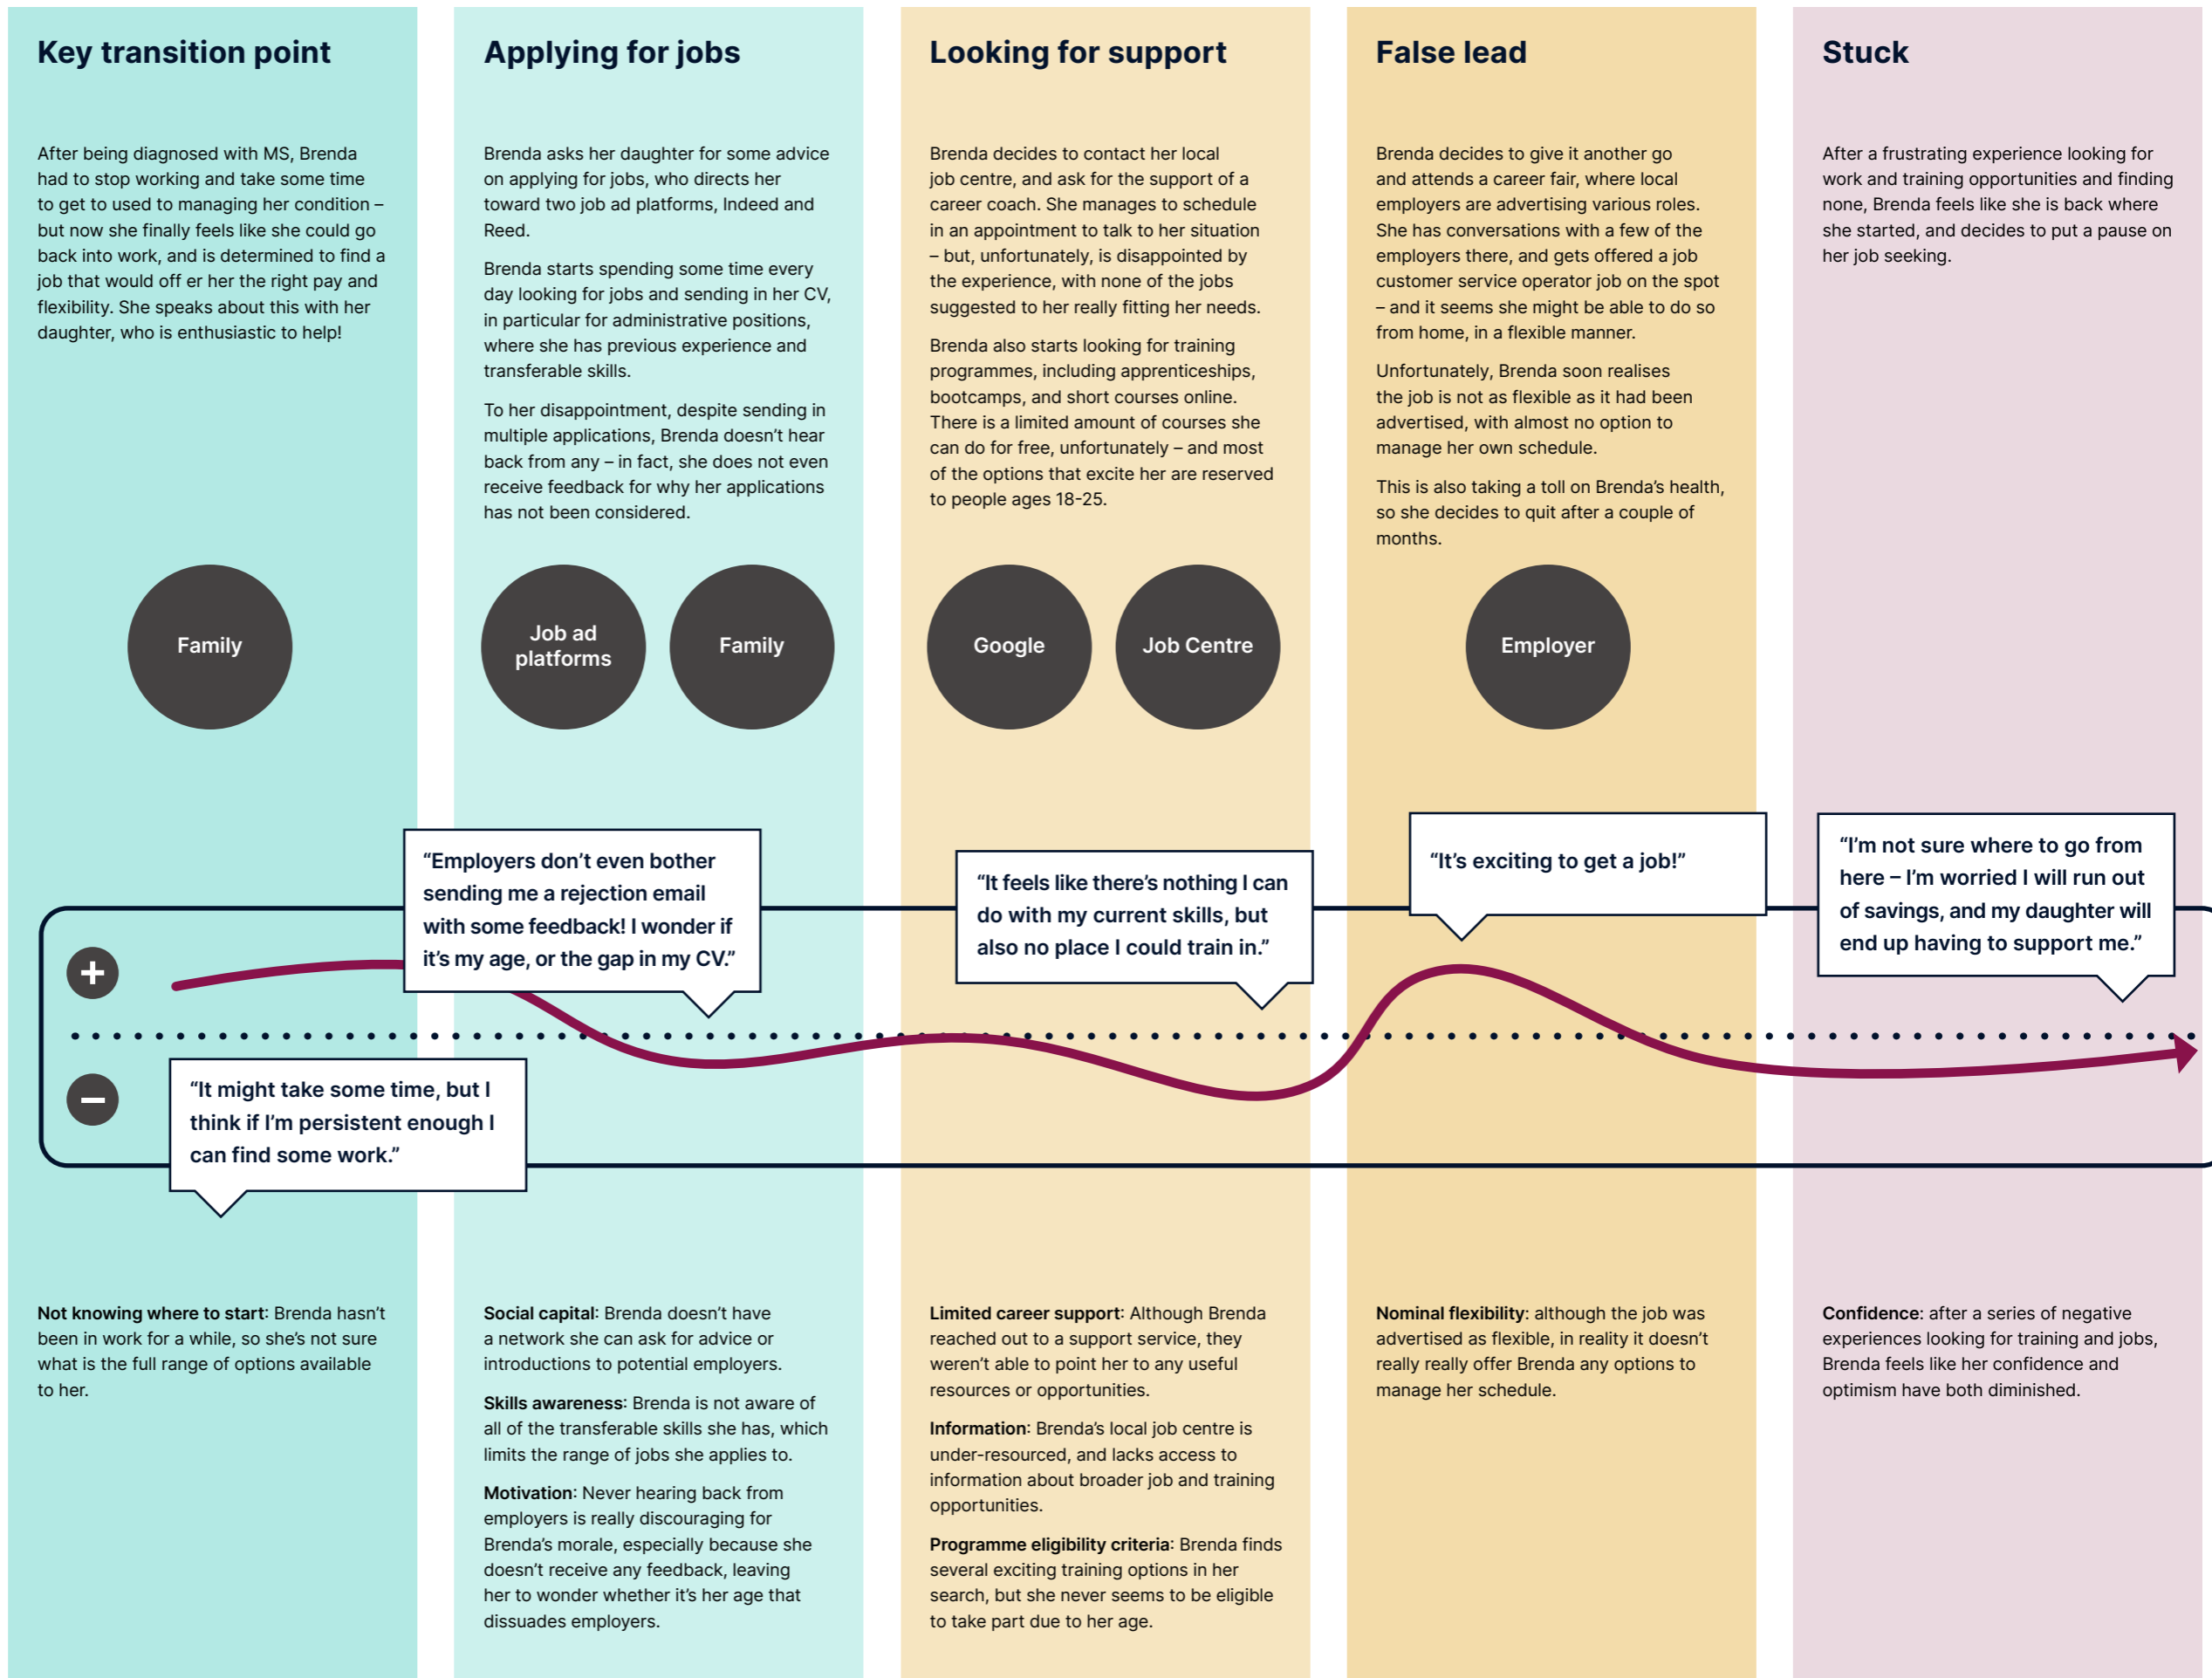 Key transition point
After being diagnosed with MS, Brenda
had to stop working and take some time
to get to used to managing her condition –
but now she finally feels like she could go
back into work, and is determined to find a
job that would off er her the right pay and
flexibility. She speaks about this with her
daughter, who is enthusiastic to help!
Family
“It might take some time, but I
think if I’m persistent enough I
can find some work.”
Not knowing where to start: Brenda hasn’t
been in work for a while, so she’s not sure
what is the full range of options available
to her.
Applying for jobs
Brenda asks her daughter for some advice
on applying for jobs, who directs her
toward two job ad platforms, Indeed and
Reed.
Brenda starts spending some time every
day looking for jobs and sending in her CV,
in particular for administrative positions,
where she has previous experience and
transferable skills.
To her disappointment, despite sending in
multiple applications, Brenda doesn’t hear
back from any – in fact, she does not even
receive feedback for why her applications
has not been considered.
Job ad
platforms
Family
“Employers don’t even bother
sending me a rejection email
with some feedback! I wonder if
it’s my age, or the gap in my CV.”
Social capital: Brenda doesn’t have
a network she can ask for advice or
introductions to potential employers.
Skills awareness: Brenda is not aware of
all of the transferable skills she has, which
limits the range of jobs she applies to.
Motivation: Never hearing back from
employers is really discouraging for
Brenda’s morale, especially because she
doesn’t receive any feedback, leaving
her to wonder whether it’s her age that
dissuades employers.
Looking for support
Brenda decides to contact her local
job centre, and ask for the support of a
career coach. She manages to schedule
in an appointment to talk to her situation
– but, unfortunately, is disappointed by
the experience, with none of the jobs
suggested to her really fitting her needs.
Brenda also starts looking for training
programmes, including apprenticeships,
bootcamps, and short courses online.
There is a limited amount of courses she
can do for free, unfortunately – and most
of the options that excite her are reserved
to people ages 18-25.
Google
Job Centre
“It feels like there’s nothing I can
do with my current skills, but
also no place I could train in.”
Limited career support: Although Brenda
reached out to a support service, they
weren’t able to point her to any useful
resources or opportunities.
Information: Brenda’s local job centre is
under-resourced, and lacks access to
information about broader job and training
opportunities.
Programme eligibility criteria: Brenda finds
several exciting training options in her
search, but she never seems to be eligible
to take part due to her age.
False lead
Brenda decides to give it another go
and attends a career fair, where local
employers are advertising various roles.
She has conversations with a few of the
employers there, and gets offered a job
customer service operator job on the spot
– and it seems she might be able to do so
from home, in a flexible manner.
Unfortunately, Brenda soon realises
the job is not as flexible as it had been
advertised, with almost no option to
manage her own schedule.
This is also taking a toll on Brenda’s health,
so she decides to quit after a couple of
months.
Employer
“It’s exciting to get a job!”
Nominal flexibility: although the job was
advertised as flexible, in reality it doesn’t
really really offer Brenda any options to
manage her schedule.
Stuck
After a frustrating experience looking for
work and training opportunities and finding
none, Brenda feels like she is back where
she started, and decides to put a pause on
her job seeking.
“I’m not sure where to go from
here – I’m worried I will run out
of savings, and my daughter will
end up having to support me.”
Confidence: after a series of negative
experiences looking for training and jobs,
Brenda feels like her confidence and
optimism have both diminished.